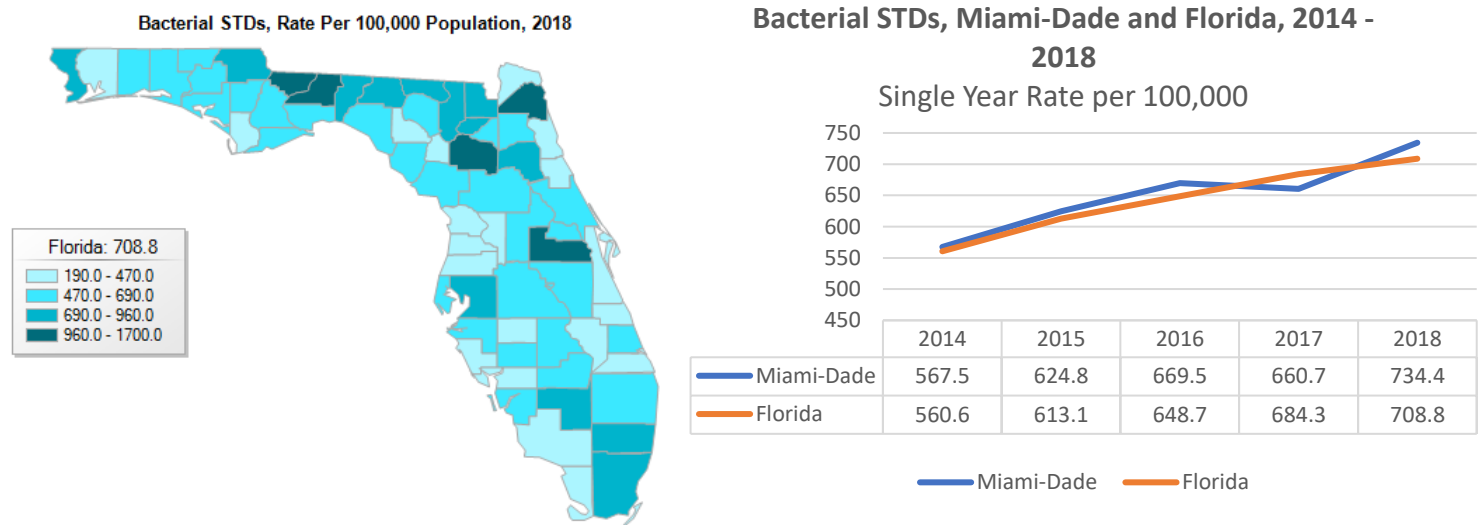 Bacterial STDs, Rate Per 100,000 Population, 2018
Florida: 708.8
190.0 - 470.0
470.0 - 690.0
690.0 - 960.0
960.0 - 1700.0
Bacterial STDs, Miami-Dade and Florida, 2014 -
2018
Single Year Rate per 100,000
750
700
650
600
550
500
450
2014 2015 2016 2017 2018
Miami-Dade 567.5 624.8 669.5 660.7 734.4
Florida 560.6 613.1 648.7 684.3 708.8
Miami-Dade Florida